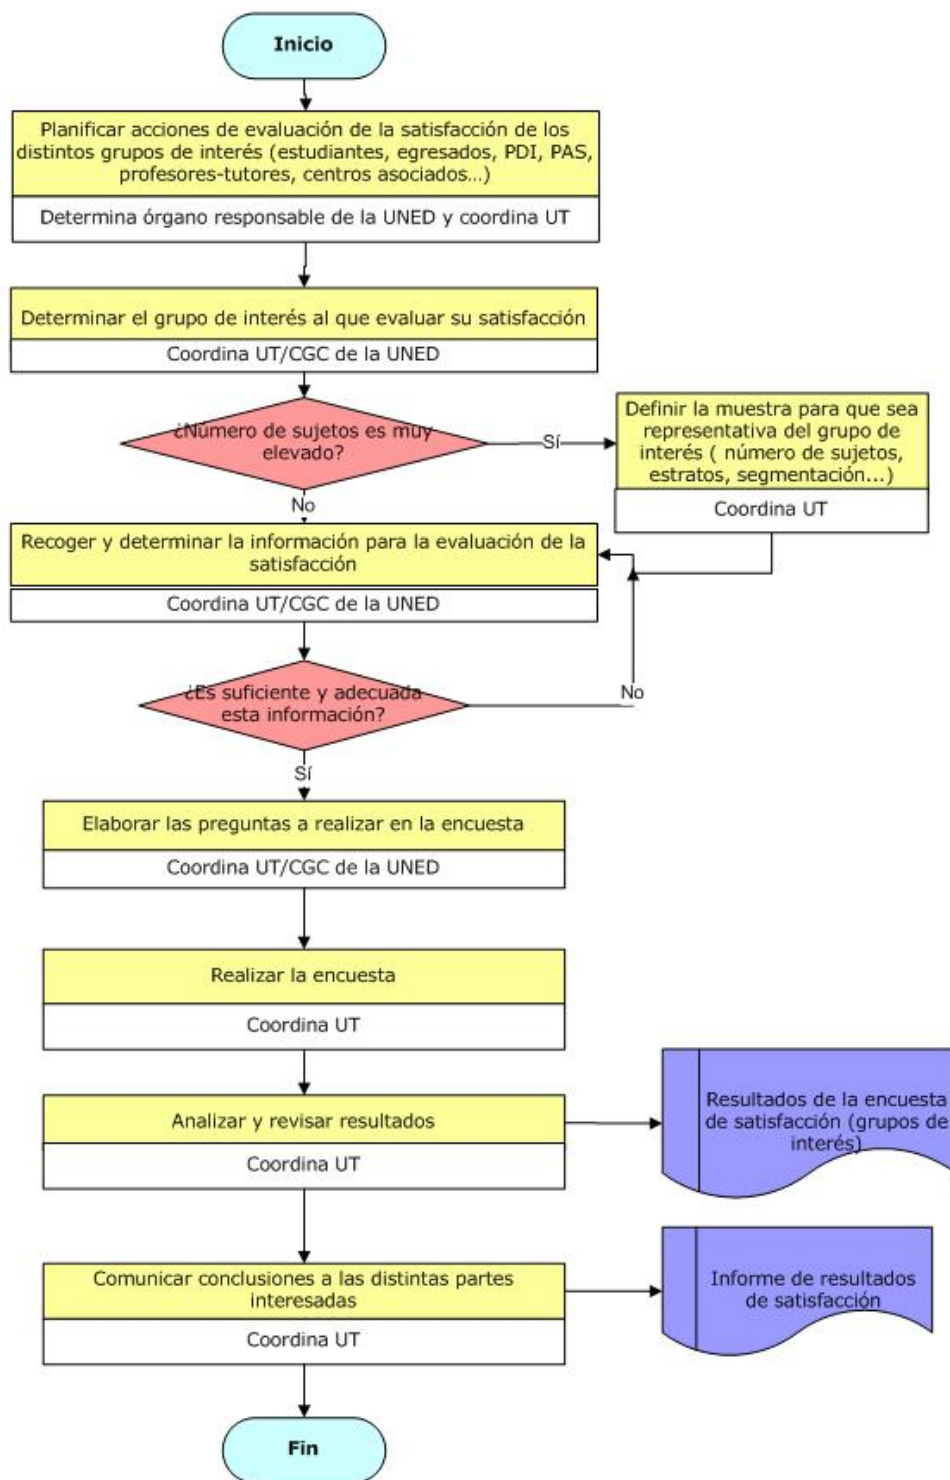 Inicio
Planificar acciones de evaluación de la satisfacción de los
distintos grupos de interés (estudiantes, egresados, PDI, PAS,
profesores-tutores, centros asociados…)
Determina órgano responsable de la UNED y coordina UT
Determinar el grupo de interés al que evaluar su satisfacción
Coordina UT/CGC de la UNED
¿Número de sujetos es muy
elevado?
Sí
Definir la muestra para que sea
representativa del grupo de
interés ( número de sujetos,
estratos, segmentación...)
Coordina UT
No
Recoger y determinar la información para la evaluación de la
satisfacción
Coordina UT/CGC de la UNED
¿Es suficiente y adecuada
esta información?
No
Sí
Elaborar las preguntas a realizar en la encuesta
Coordina UT/CGC de la UNED
Realizar la encuesta
Coordina UT
Analizar y revisar resultados
Coordina UT
Resultados de la encuesta
de satisfacción (grupos de
interés)
Comunicar conclusiones a las distintas partes
interesadas
Coordina UT
Informe de resultados
de satisfacción
Fin